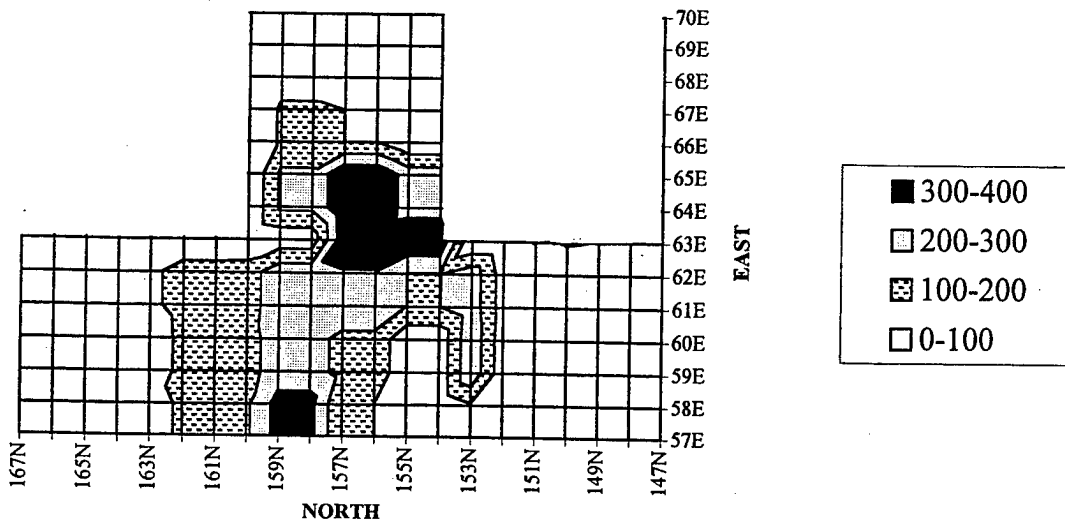 70E
69E
68E
67E
66E
65E
64E
63E
62E
61E
60E
59E
58E
57E
EAST
167N 165N 163N 161N 159N 157N 155N 153N 151N 149N 147N
NORTH
300-400
200-300
100-200
0-100